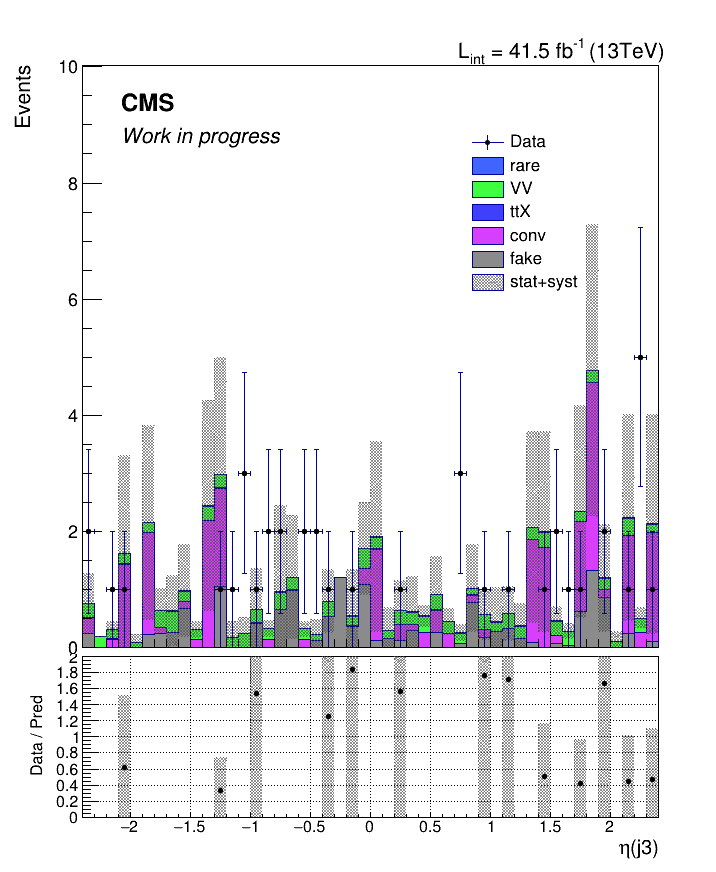 L_int = 41.5 fb^-1 (13TeV)
Events
10
8
6
4
2
0
CMS
Work in progress
Data
rare
VV
ttX
conv
fake
stat+syst
Data / Pred
2
1.8
1.6
1.4
1.2
1
0.8
0.6
0.4
0.2
0
−2 −1.5 −1 −0.5 0 0.5 1 1.5 2
η(j3)